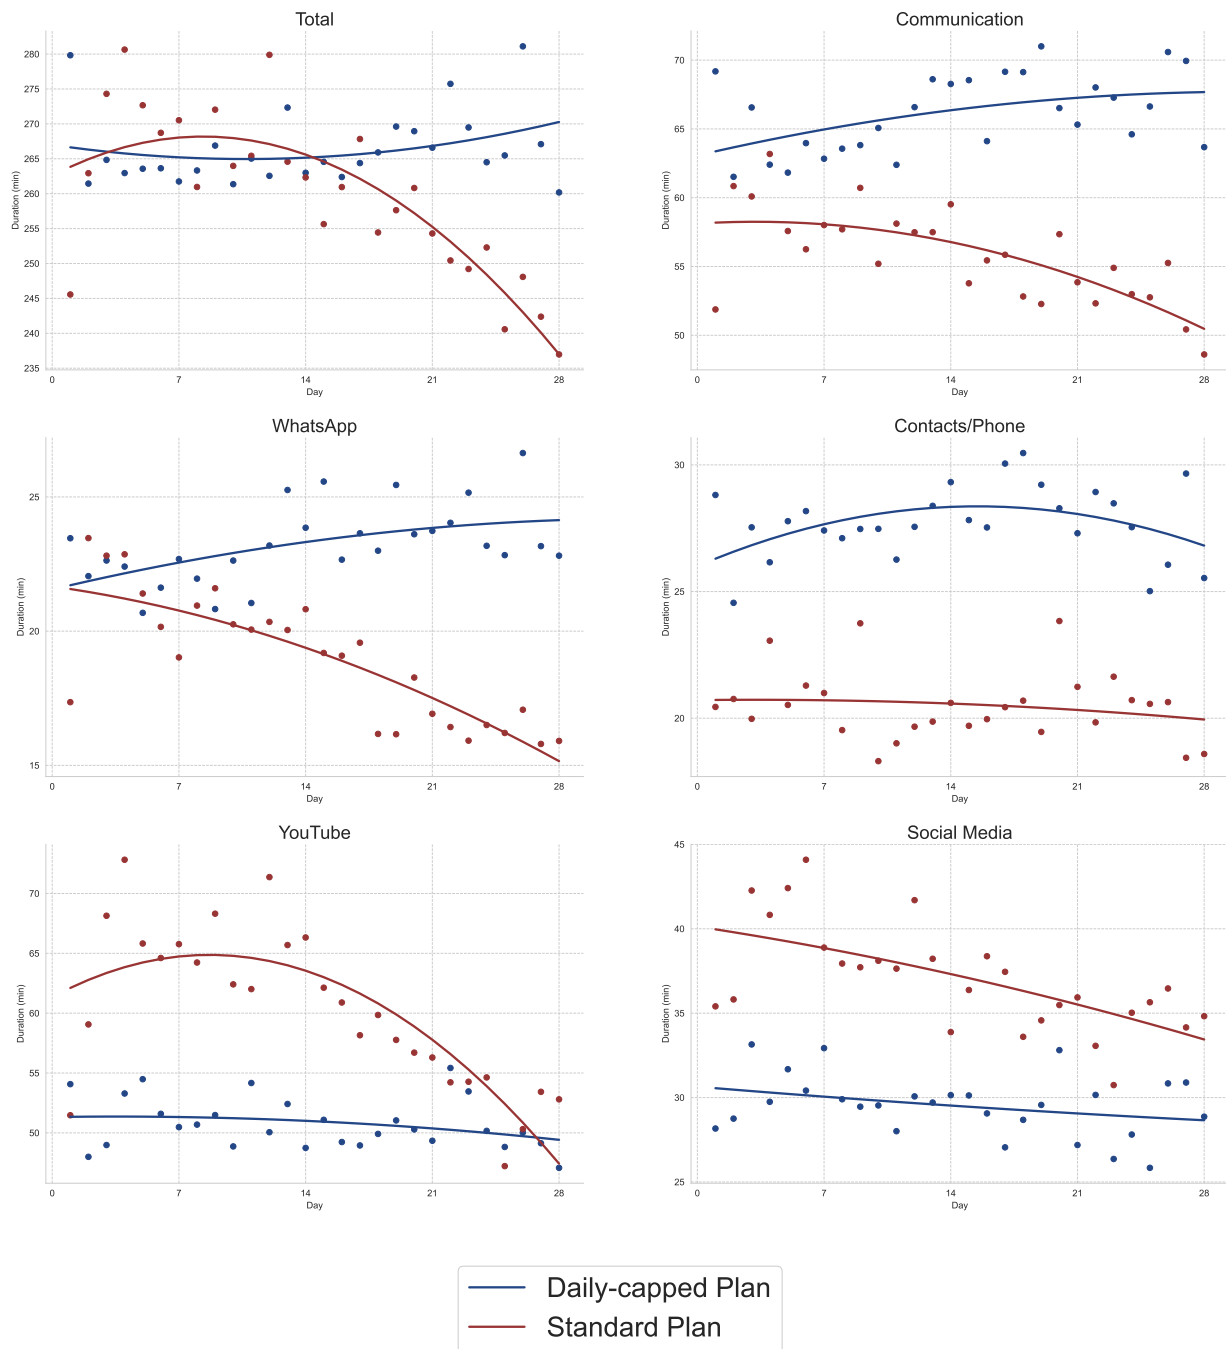 Total
Communication
Duration (min)
280
275
270
265
260
255
250
245
240
235
0 7 14 21 28
Day
Duration (min)
70
65
60
55
50
0 7 14 21 28
Day
WhatsApp
Contacts/Phone
Duration (min)
25
20
15
0 7 14 21 28
Day
Duration (min)
30
25
20
0 7 14 21 28
Day
YouTube
Social Media
Duration (min)
70
65
60
55
50
0 7 14 21 28
Day
Duration (min)
45
40
35
30
25
0 7 14 21 28
Day
Daily-capped Plan
Standard Plan